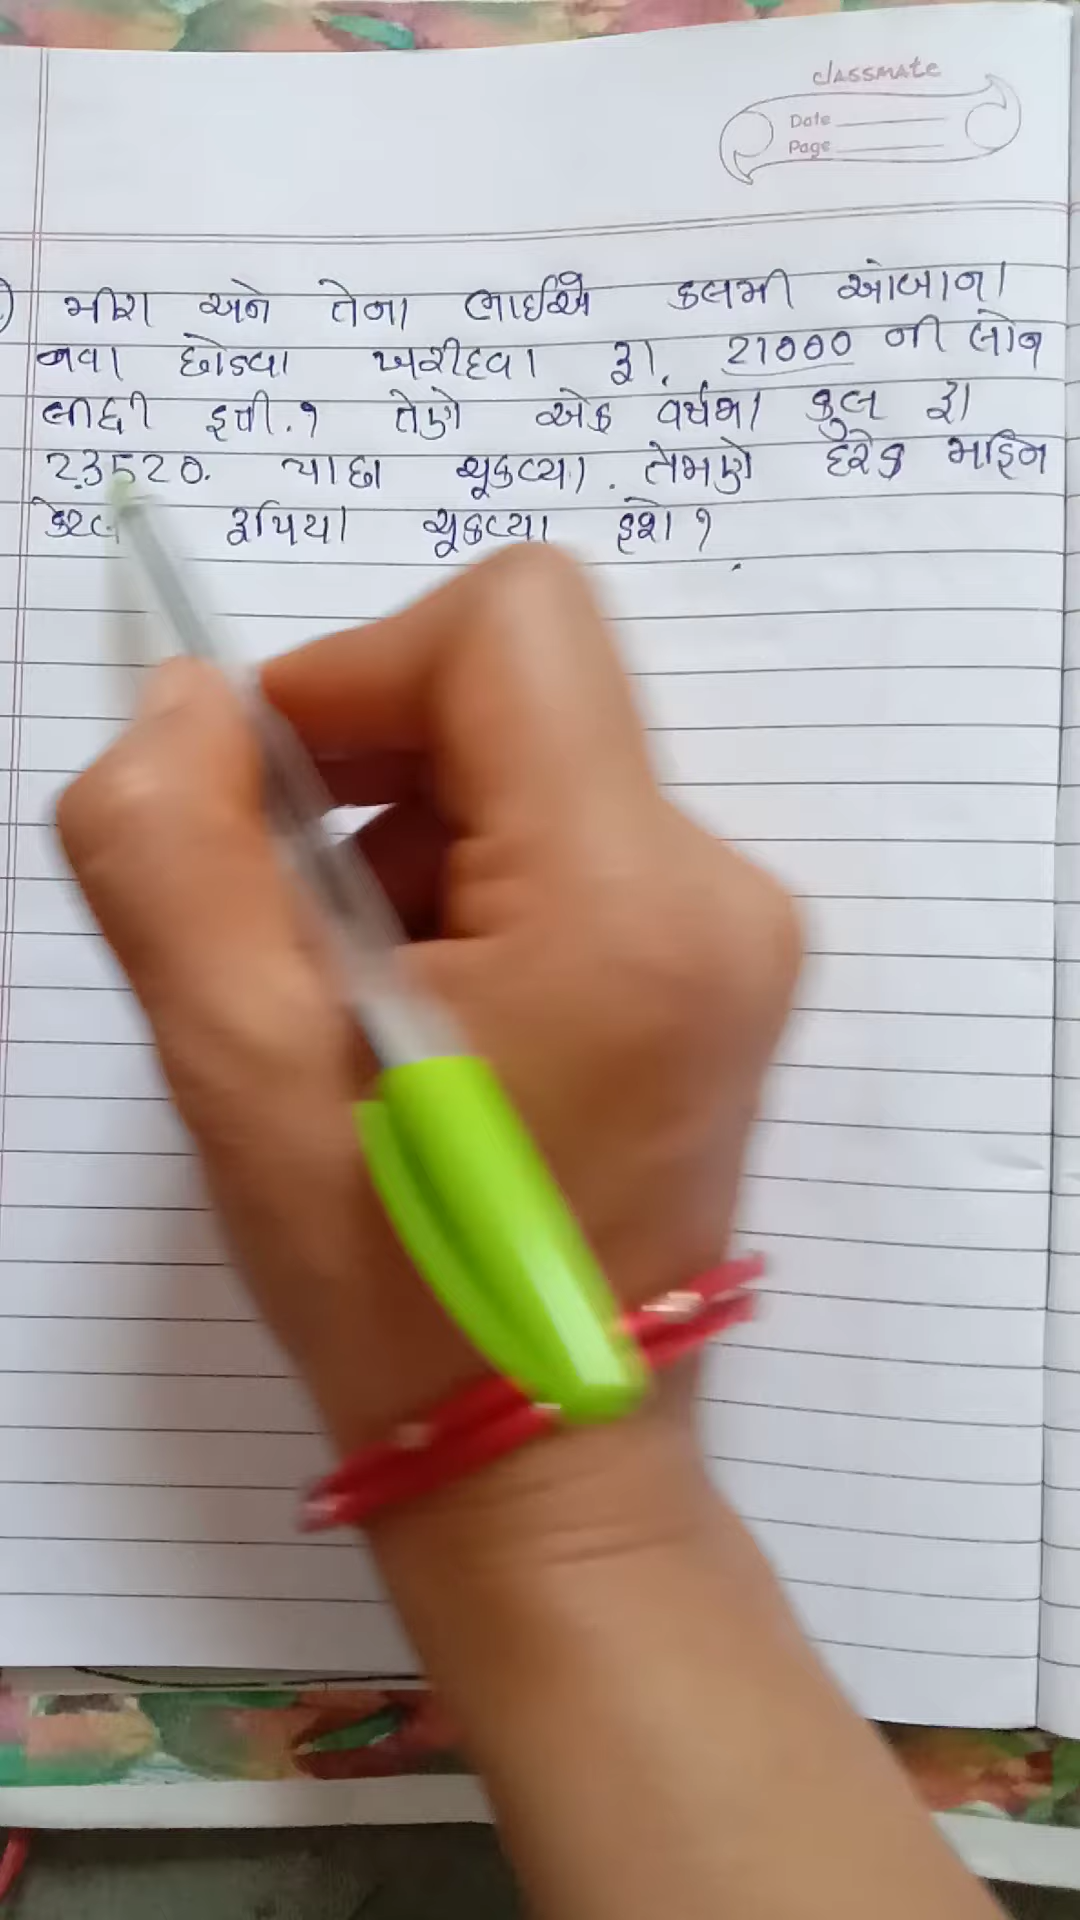 classmate
Date
Page
મીરા અને તેના ભાઈએ કલમી આંબાના
નવા છોડવા ખરીદવા રૂા. 21000 ની લોન
લીધી હતી. ? તેણે એક વર્ષમાં કુલ રૂા
23520. પાછા ચૂકવ્યા. તેમણે દરેક મહિને
રૂપિયા ચૂકવ્યા હશે ?